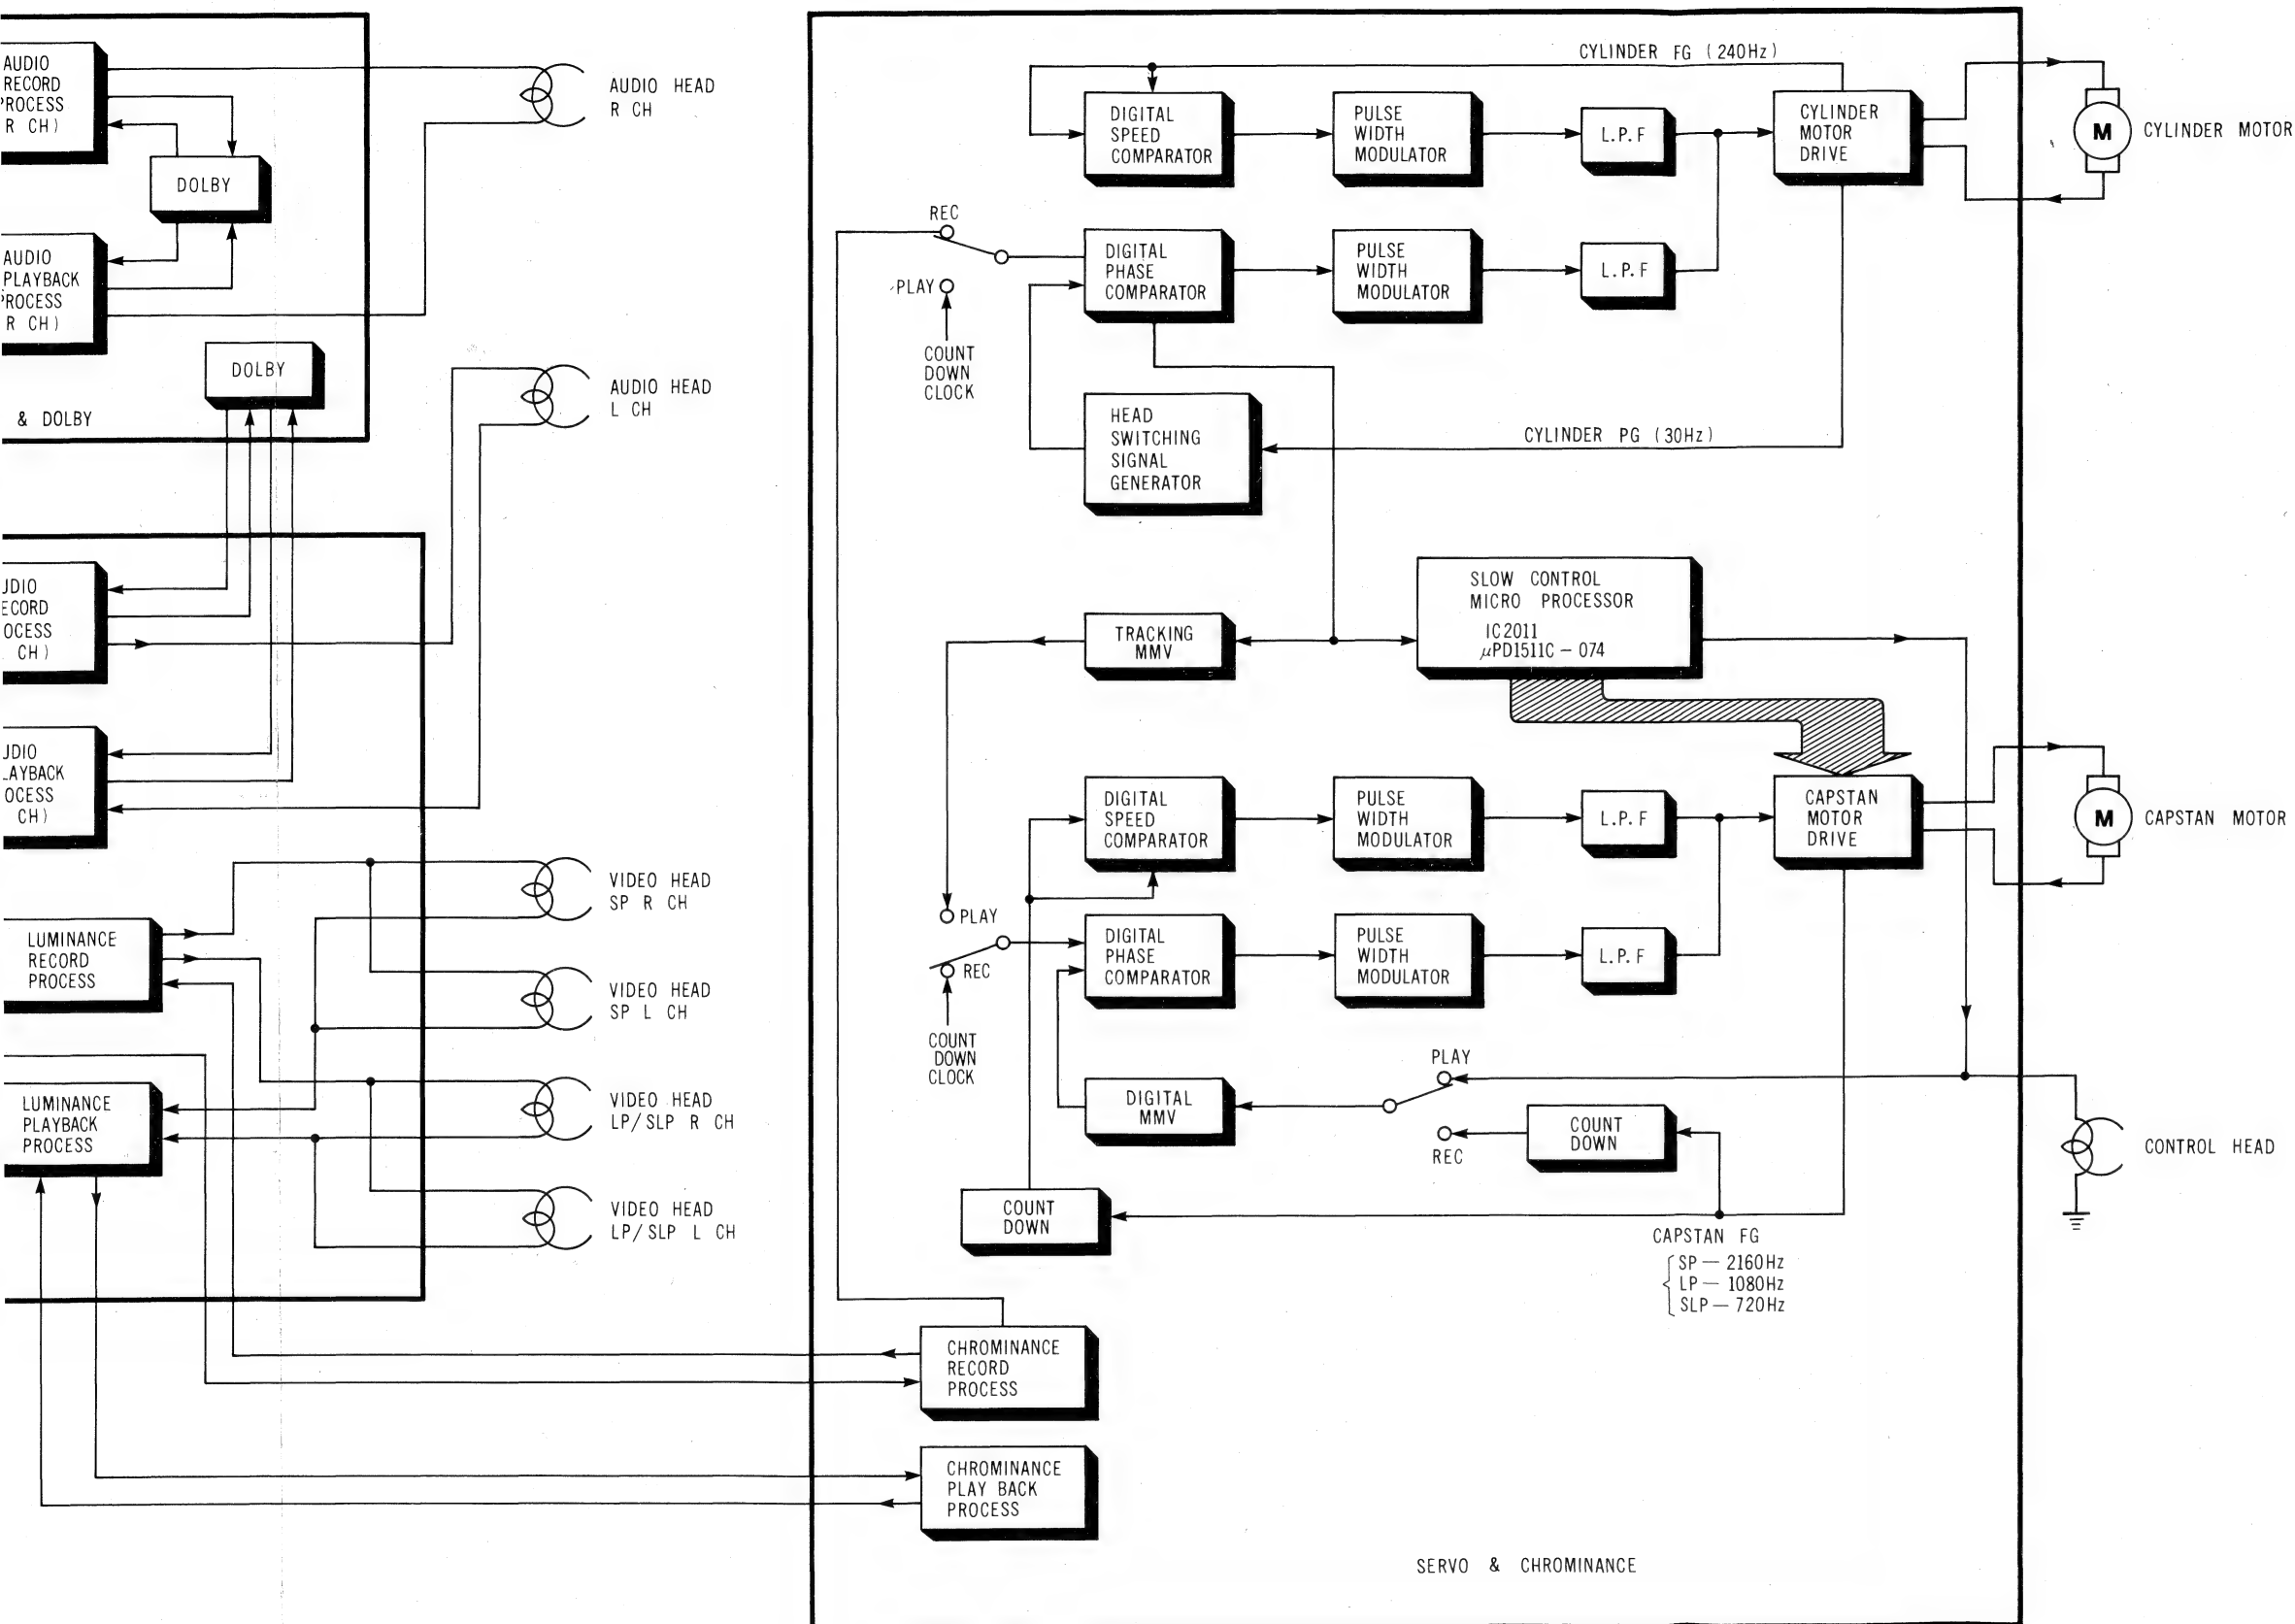 AUDIO
RECORD
PROCESS
R CH)
DOLBY
AUDIO
PLAYBACK
PROCESS
R CH)
DOLBY
& DOLBY
AUDIO HEAD
R CH
AUDIO HEAD
L CH
UDIO
ECORD
OCESS
CH)
UDIO
LAYBACK
OCESS
CH)
LUMINANCE
RECORD
PROCESS
LUMINANCE
PLAYBACK
PROCESS
VIDEO HEAD
SP R CH
VIDEO HEAD
SP L CH
VIDEO HEAD
LP/SLP R CH
VIDEO HEAD
LP/SLP L CH
CYLINDER FG (240Hz)
DIGITAL
SPEED
COMPARATOR
PULSE
WIDTH
MODULATOR
L.P.F
CYLINDER
MOTOR
DRIVE
M
CYLINDER MOTOR
REC
PLAY
COUNT
DOWN
CLOCK
DIGITAL
PHASE
COMPARATOR
PULSE
WIDTH
MODULATOR
L.P.F
HEAD
SWITCHING
SIGNAL
GENERATOR
CYLINDER PG (30Hz)
TRACKING
MMV
SLOW CONTROL
MICRO PROCESSOR
IC2011
μPD1511C-074
DIGITAL
SPEED
COMPARATOR
PULSE
WIDTH
MODULATOR
L.P.F
CAPSTAN
MOTOR
DRIVE
M
CAPSTAN MOTOR
PLAY
REC
COUNT
DOWN
CLOCK
DIGITAL
PHASE
COMPARATOR
PULSE
WIDTH
MODULATOR
L.P.F
DIGITAL
MMV
PLAY
REC
COUNT
DOWN
CONTROL HEAD
COUNT
DOWN
CAPSTAN FG
SP — 2160Hz
LP — 1080Hz
SLP — 720Hz
CHROMINANCE
RECORD
PROCESS
CHROMINANCE
PLAY BACK
PROCESS
SERVO & CHROMINANCE